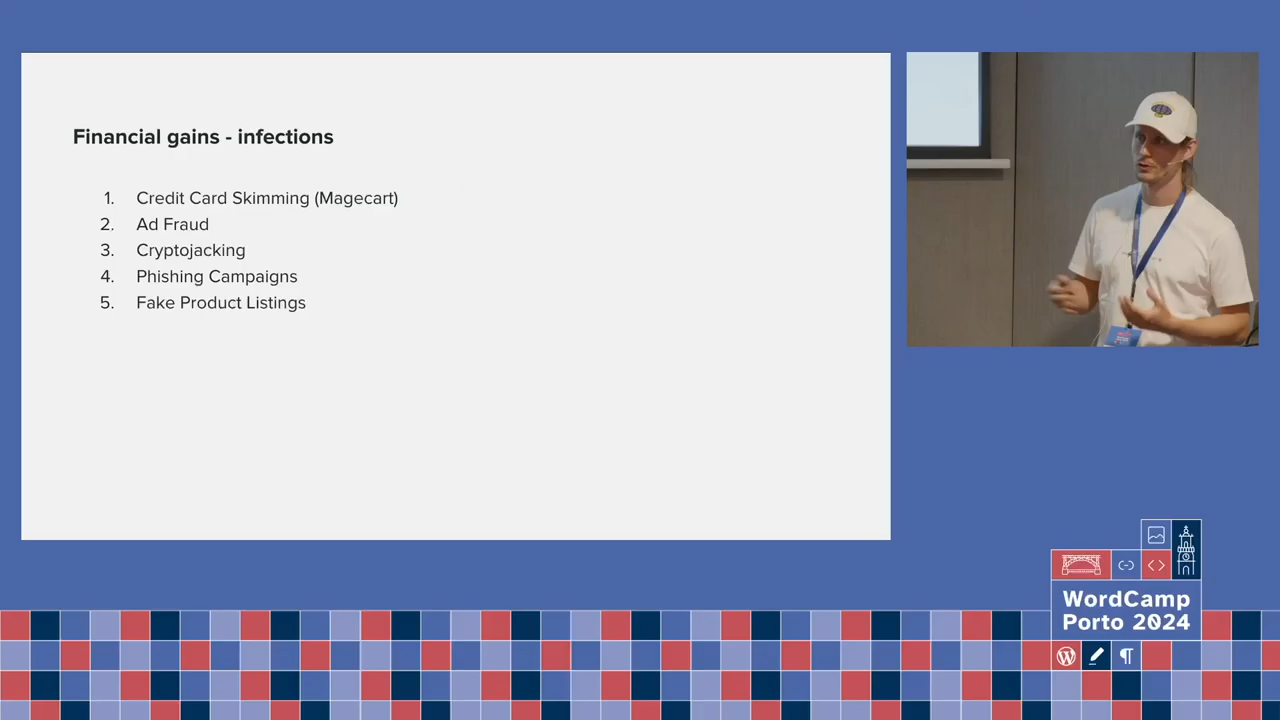 Financial gains - infections
1. Credit Card Skimming (Magecart)
2. Ad Fraud
3. Cryptojacking
4. Phishing Campaigns
5. Fake Product Listings
WordCamp
Porto 2024